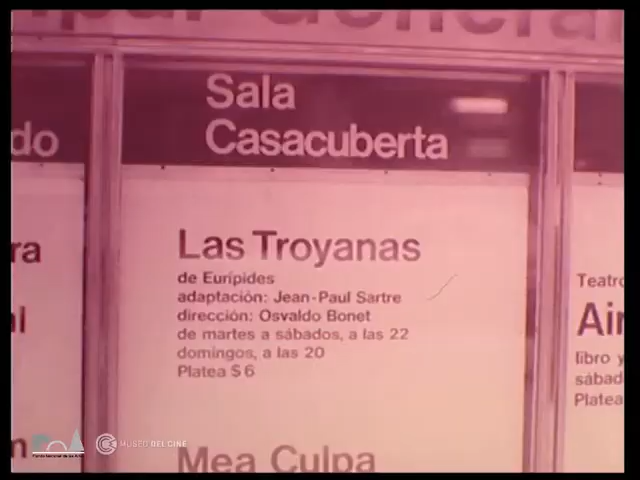 General
Sala
Casacuberta
do
Las Troyanas
de Eurípides
adaptación: Jean-Paul Sartre
dirección: Osvaldo Bonet
de martes a sábados, a las 22
domingos, a las 20
Platea $6
Mea Culpa
ra
Teatro
Air
libro y
sábad
Platea
MUSEO DEL CINE